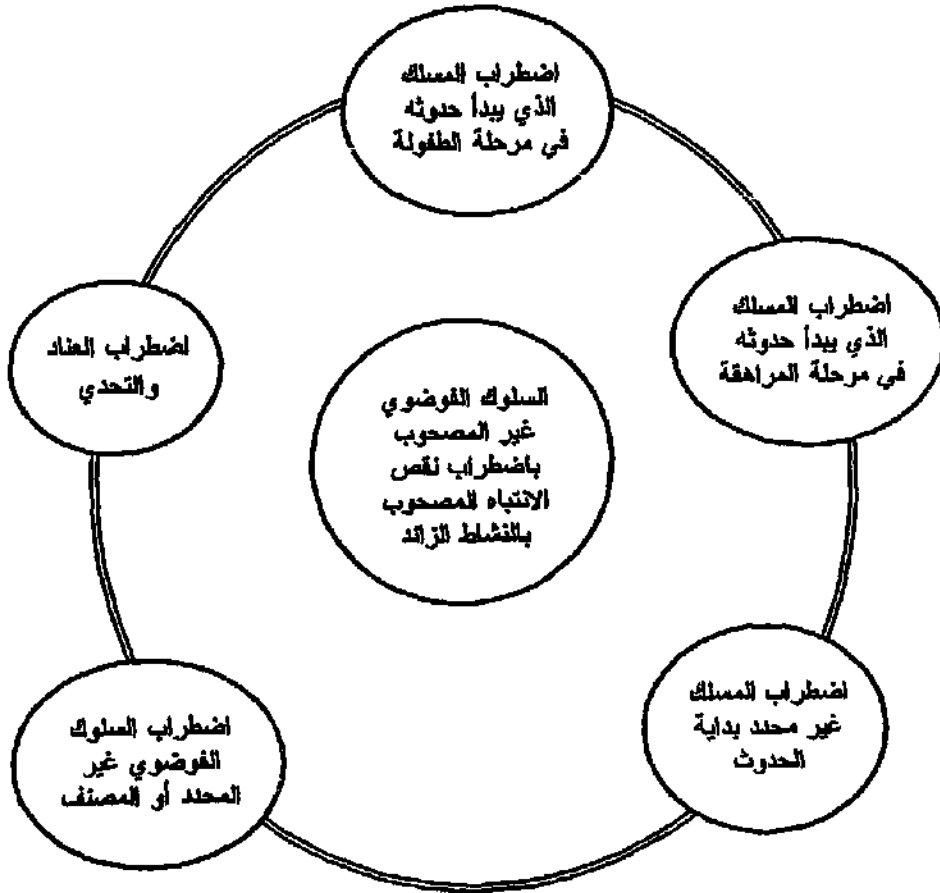 اضطراب المسلك
الذي يبدأ حدوثه
في مرحلة الطفولة
اضطراب المسلك
الذي يبدأ حدوثه
في مرحلة المراهقة
اضطراب العناد
والتحدي
السلوك الفوضوي
غير المصحوب
باضطراب نقص
الانتباه المصحوب
بالنشاط الزائد
اضطراب المسلك
غير محدد بداية
الحدوث
اضطراب السلوك
الفوضوي غير
المحدد أو المصنف